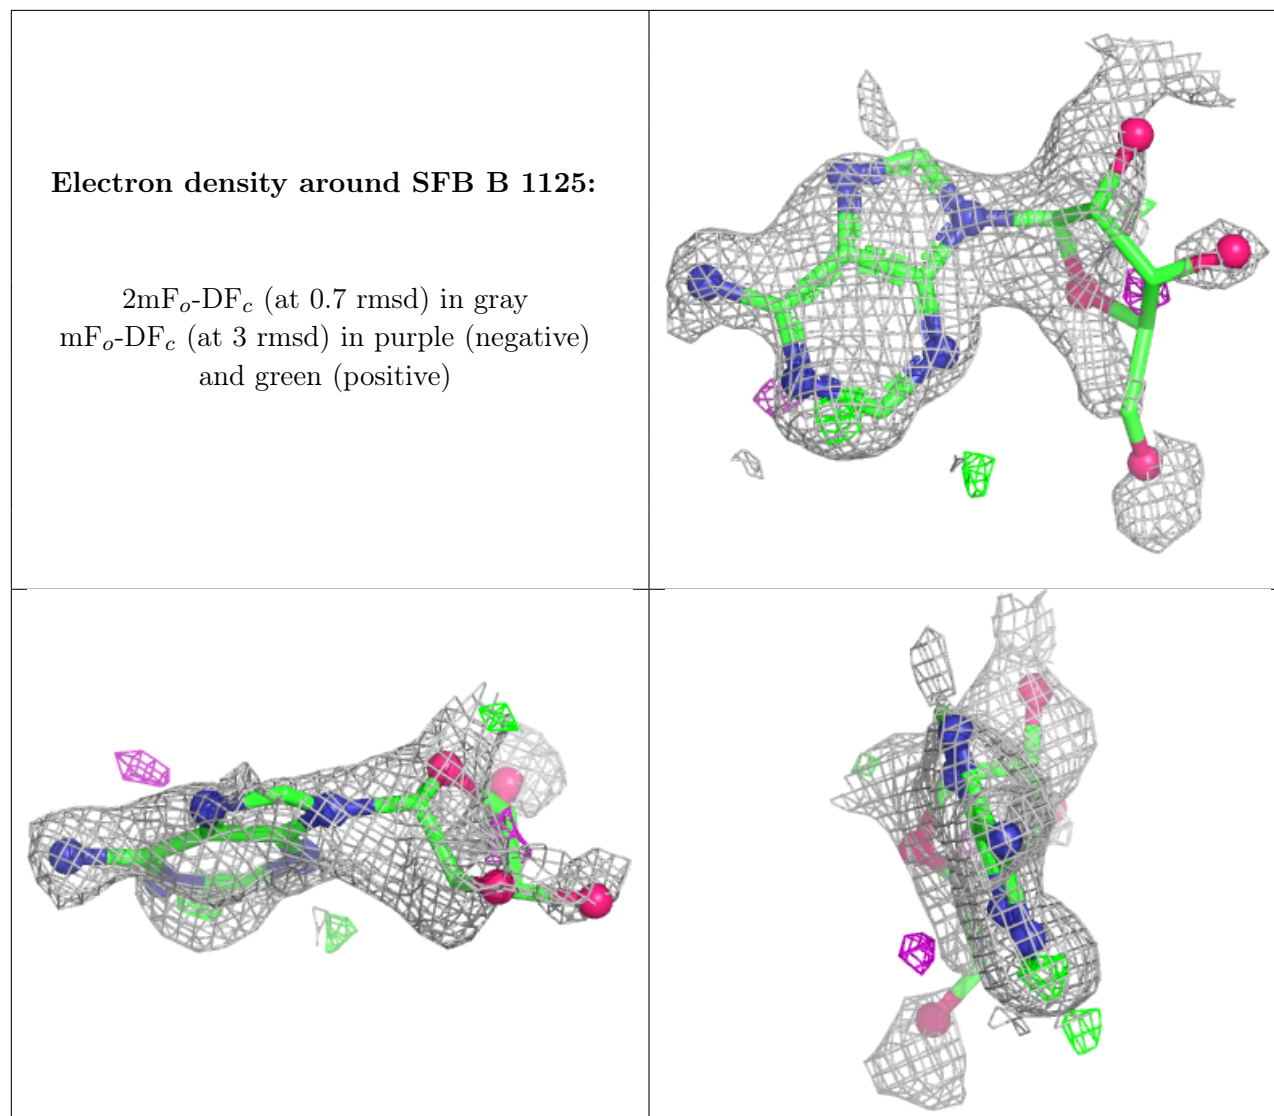 Electron density around SFB B 1125:
2mFₒ-DF𝒸 (at 0.7 rmsd) in gray
mFₒ-DF𝒸 (at 3 rmsd) in purple (negative)
and green (positive)